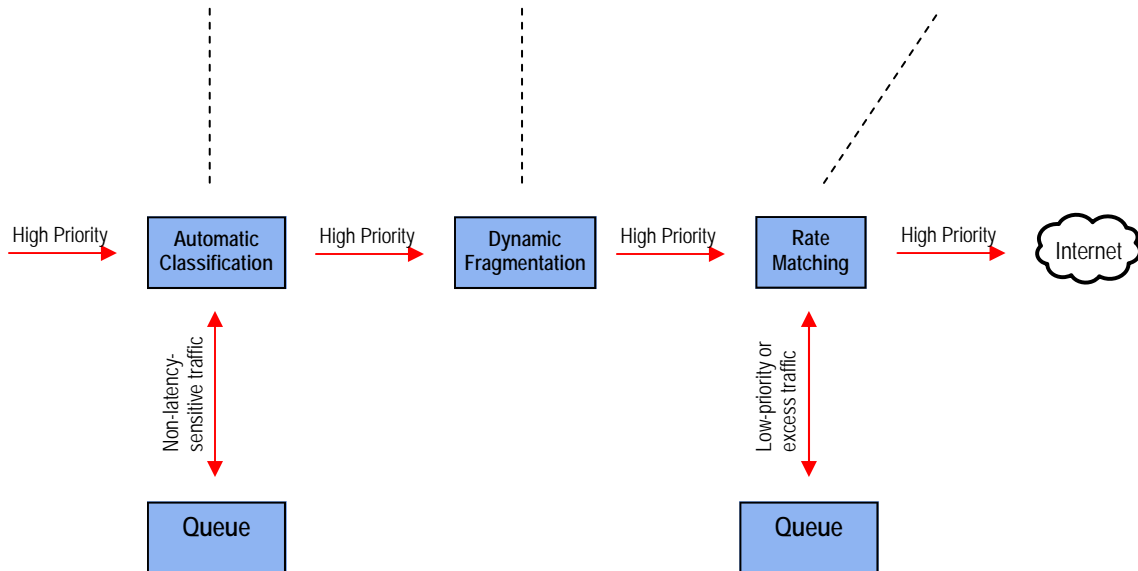 High Priority
Automatic
Classification
High Priority
Dynamic
Fragmentation
High Priority
Rate
Matching
High Priority
Internet
Non-latency-
sensitive traffic
Low-priority or
excess traffic
Queue
Queue